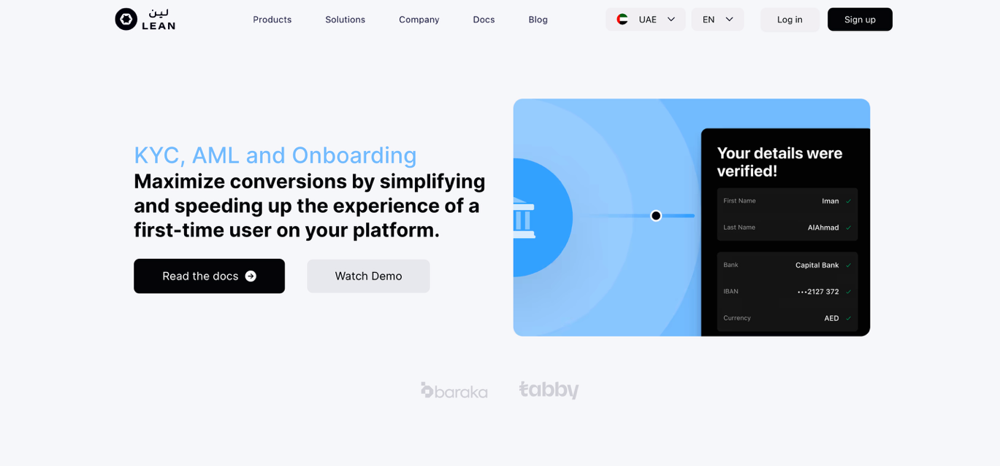 لين
LEAN
Products
Solutions
Company
Docs
Blog
UAE
EN
Log in
Sign up
KYC, AML and Onboarding
Maximize conversions by simplifying
and speeding up the experience of a
first-time user on your platform.
Read the docs
Watch Demo
Your details were
verified!
First Name Iman
Last Name AlAhmad
Bank Capital Bank
IBAN •••2127 372
Currency AED
baraka
tabby